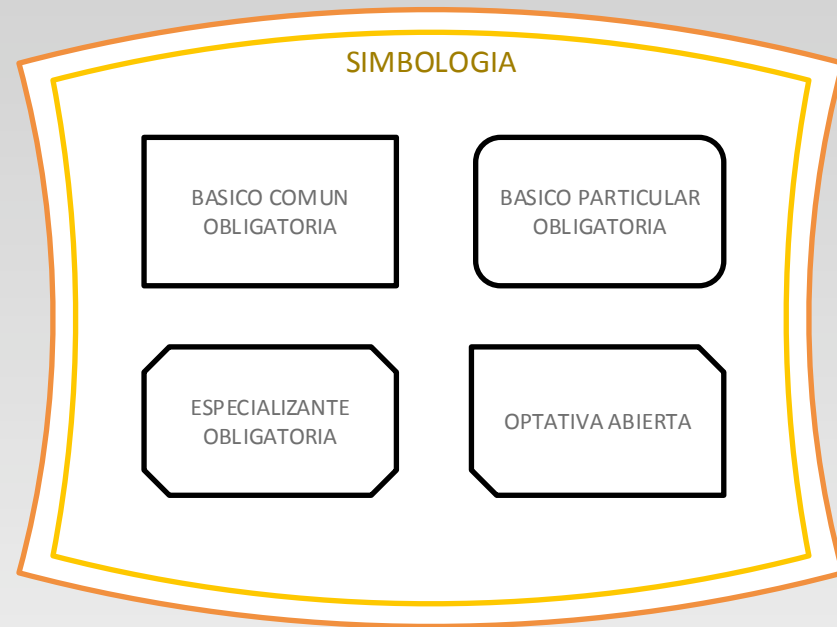 SIMBOLOGIA
BASICO COMUN
OBLIGATORIA
BASICO PARTICULAR
OBLIGATORIA
ESPECIALIZANTE
OBLIGATORIA
OPTATIVA ABIERTA